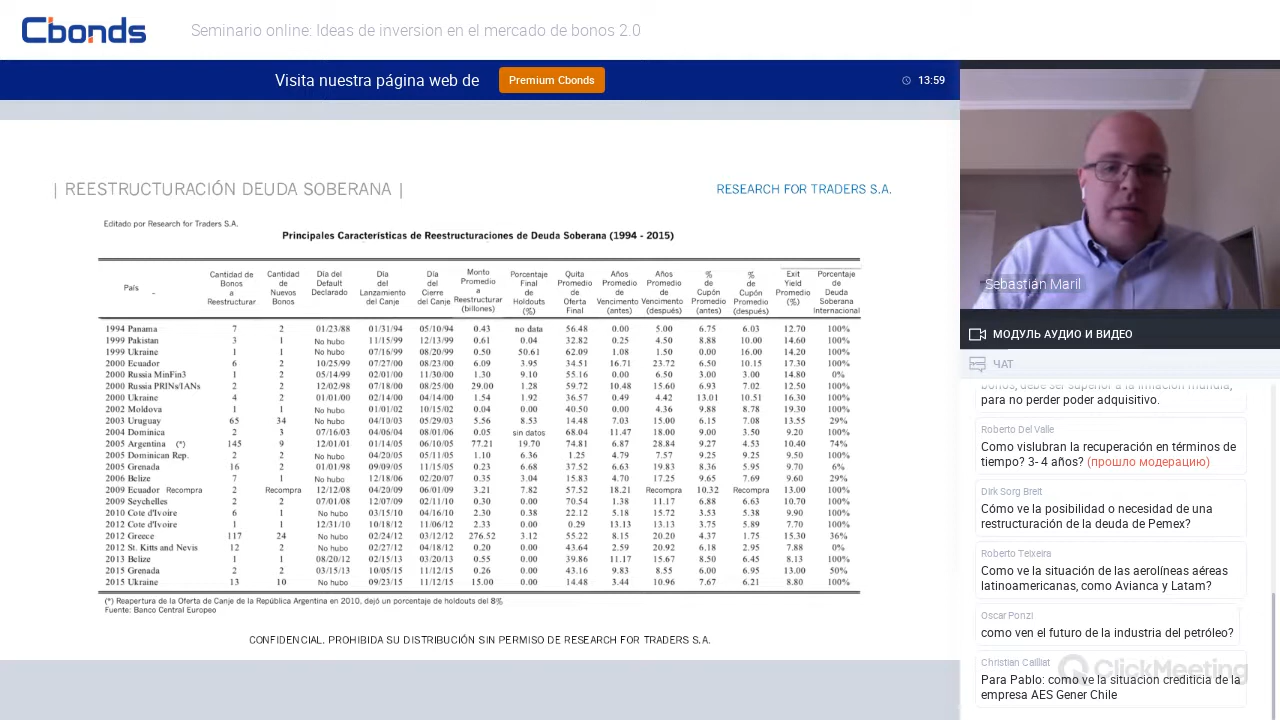 Cbonds
Seminario online: Ideas de inversion en el mercado de bonos 2.0
Visita nuestra página web de
Premium Cbonds
13:59
| REESTRUCTURACIÓN DEUDA SOBERANA |
RESEARCH FOR TRADERS S.A.
Editado por Research for Traders S.A.
Principales Características de Reestructuraciones de Deuda Soberana (1994 - 2015)
País Cantidad de Bonos a Reestructurar Cantidad de Nuevos Bonos Día del Default Declarado Día del Lanzamiento del Canje Día del Cierre del Canje Monto Promedio a Reestructurar (billones) Porcentaje Final de Holdouts (%) Quita Promedio de Oferta Final Años Promedio de Vencimento (antes) Años Promedio de Vencimento (después) % de Cupón Promedio (antes) % de Cupón Promedio (después) Exit Yield Promedio (%) Porcentaje de Deuda Soberana Internacional
1994 Panama 7 2 01/23/88 01/31/94 05/10/94 0.43 no data 56.48 0.00 5.00 6.75 6.03 12.70 100%
1999 Pakistan 3 1 No hubo 11/15/99 12/13/99 0.61 0.04 32.82 0.25 4.50 8.88 10.00 14.60 100%
1999 Ukraine 1 1 No hubo 07/16/99 08/20/99 0.50 50.61 62.09 1.08 1.50 0.00 16.00 14.20 100%
2000 Ecuador 6 2 10/25/99 07/27/00 08/23/00 6.09 3.95 34.51 16.71 23.72 6.50 10.15 17.30 100%
2000 Russia MinFin3 1 1 05/14/99 02/01/00 11/30/00 1.30 9.10 55.16 0.00 5.60 3.00 3.00 14.80 0%
2000 Russia PRINs/IANs 2 2 12/02/98 07/18/00 08/25/00 29.00 1.28 59.72 10.48 15.60 6.93 7.02 12.50 100%
2000 Ukraine 4 2 01/01/00 02/14/00 04/14/00 1.54 1.92 36.57 0.49 4.42 13.01 10.51 16.30 100%
2002 Moldova 1 1 No hubo 01/01/02 10/15/02 0.04 0.00 40.50 0.00 4.36 9.88 8.78 19.30 100%
2003 Uruguay 65 34 No hubo 04/10/03 05/29/03 5.56 8.53 14.48 7.08 15.55 6.15 7.08 13.55 29%
2004 Dominica 2 3 07/16/03 04/06/04 08/01/06 0.05 sin datos 68.04 11.47 18.00 9.00 3.50 9.20 100%
2005 Argentina (*) 145 9 12/01/01 01/14/05 06/10/05 77.21 19.70 74.81 6.87 28.84 9.27 4.53 10.40 74%
2005 Dominican Rep. 2 2 No hubo 04/20/05 05/11/05 1.10 6.36 1.25 4.79 7.57 9.25 9.25 9.50 100%
2005 Grenada 16 2 01/01/98 09/09/05 11/15/05 0.23 6.68 37.52 6.63 19.83 8.36 5.95 9.70 6%
2006 Belize 7 1 No hubo 12/18/06 02/20/07 0.35 3.04 15.83 4.70 17.25 9.65 7.69 9.60 29%
2009 Ecuador Recompra 2 Recompra 12/12/08 04/20/09 06/01/09 3.21 7.82 57.52 18.21 Recompra 10.32 Recompra 13.00 100%
2009 Seychelles 2 2 07/01/08 12/07/09 02/11/10 0.30 0.00 70.54 1.38 11.17 6.88 7.63 10.70 100%
2010 Cote d'Ivoire 6 1 No hubo 03/15/10 04/16/10 2.30 0.38 22.12 5.18 15.72 3.53 5.38 9.90 100%
2012 Cote d'Ivoire 1 1 12/31/10 10/18/12 11/06/12 2.33 0.00 0.29 13.13 13.13 3.75 5.89 7.70 100%
2012 Greece 117 24 No hubo 02/24/12 03/12/12 276.52 3.12 55.22 8.15 20.20 4.37 1.75 15.30 36%
2012 St. Kitts and Nevis 12 2 No hubo 02/27/12 04/18/12 0.20 0.00 43.64 2.59 20.92 6.18 2.95 7.88 0%
2013 Belize 1 1 08/20/12 02/15/13 03/20/13 0.55 0.00 39.86 11.17 15.67 8.50 6.45 8.13 100%
2015 Grenada 2 2 03/15/13 10/05/15 11/12/15 0.26 0.00 43.16 9.83 8.55 6.00 6.95 13.00 50%
2015 Ukraine 13 10 No hubo 09/23/15 11/12/15 15.00 0.00 14.48 3.44 10.96 7.67 6.21 8.80 100%
(*) Reapertura de la Oferta de Canje de la República Argentina en 2010, dejó un porcentaje de holdouts del 8%
Fuente: Banco Central Europeo
CONFIDENCIAL. PROHIBIDA SU DISTRIBUCIÓN SIN PERMISO DE RESEARCH FOR TRADERS S.A.
Sebastián Maril
МОДУЛЬ АУДИО И ВИДЕО
ЧАТ
bonos, debe ser superior a la inflacion mundia,
para no perder poder adquisitivo.
Roberto Del Valle
Como vislubran la recuperación en términos de
tiempo? 3- 4 años? (прошло модерацию)
Dirk Sorg Breit
Cómo ve la posibilidad o necesidad de una
restructuración de la deuda de Pemex?
Roberto Teixeira
Como ve la situación de las aerolíneas aéreas
latinoamericanas, como Avianca y Latam?
Oscar Ponzi
como ven el futuro de la industria del petróleo?
Christian Cailliat
Para Pablo: como ve la situacion crediticia de la
empresa AES Gener Chile
ClickMeeting